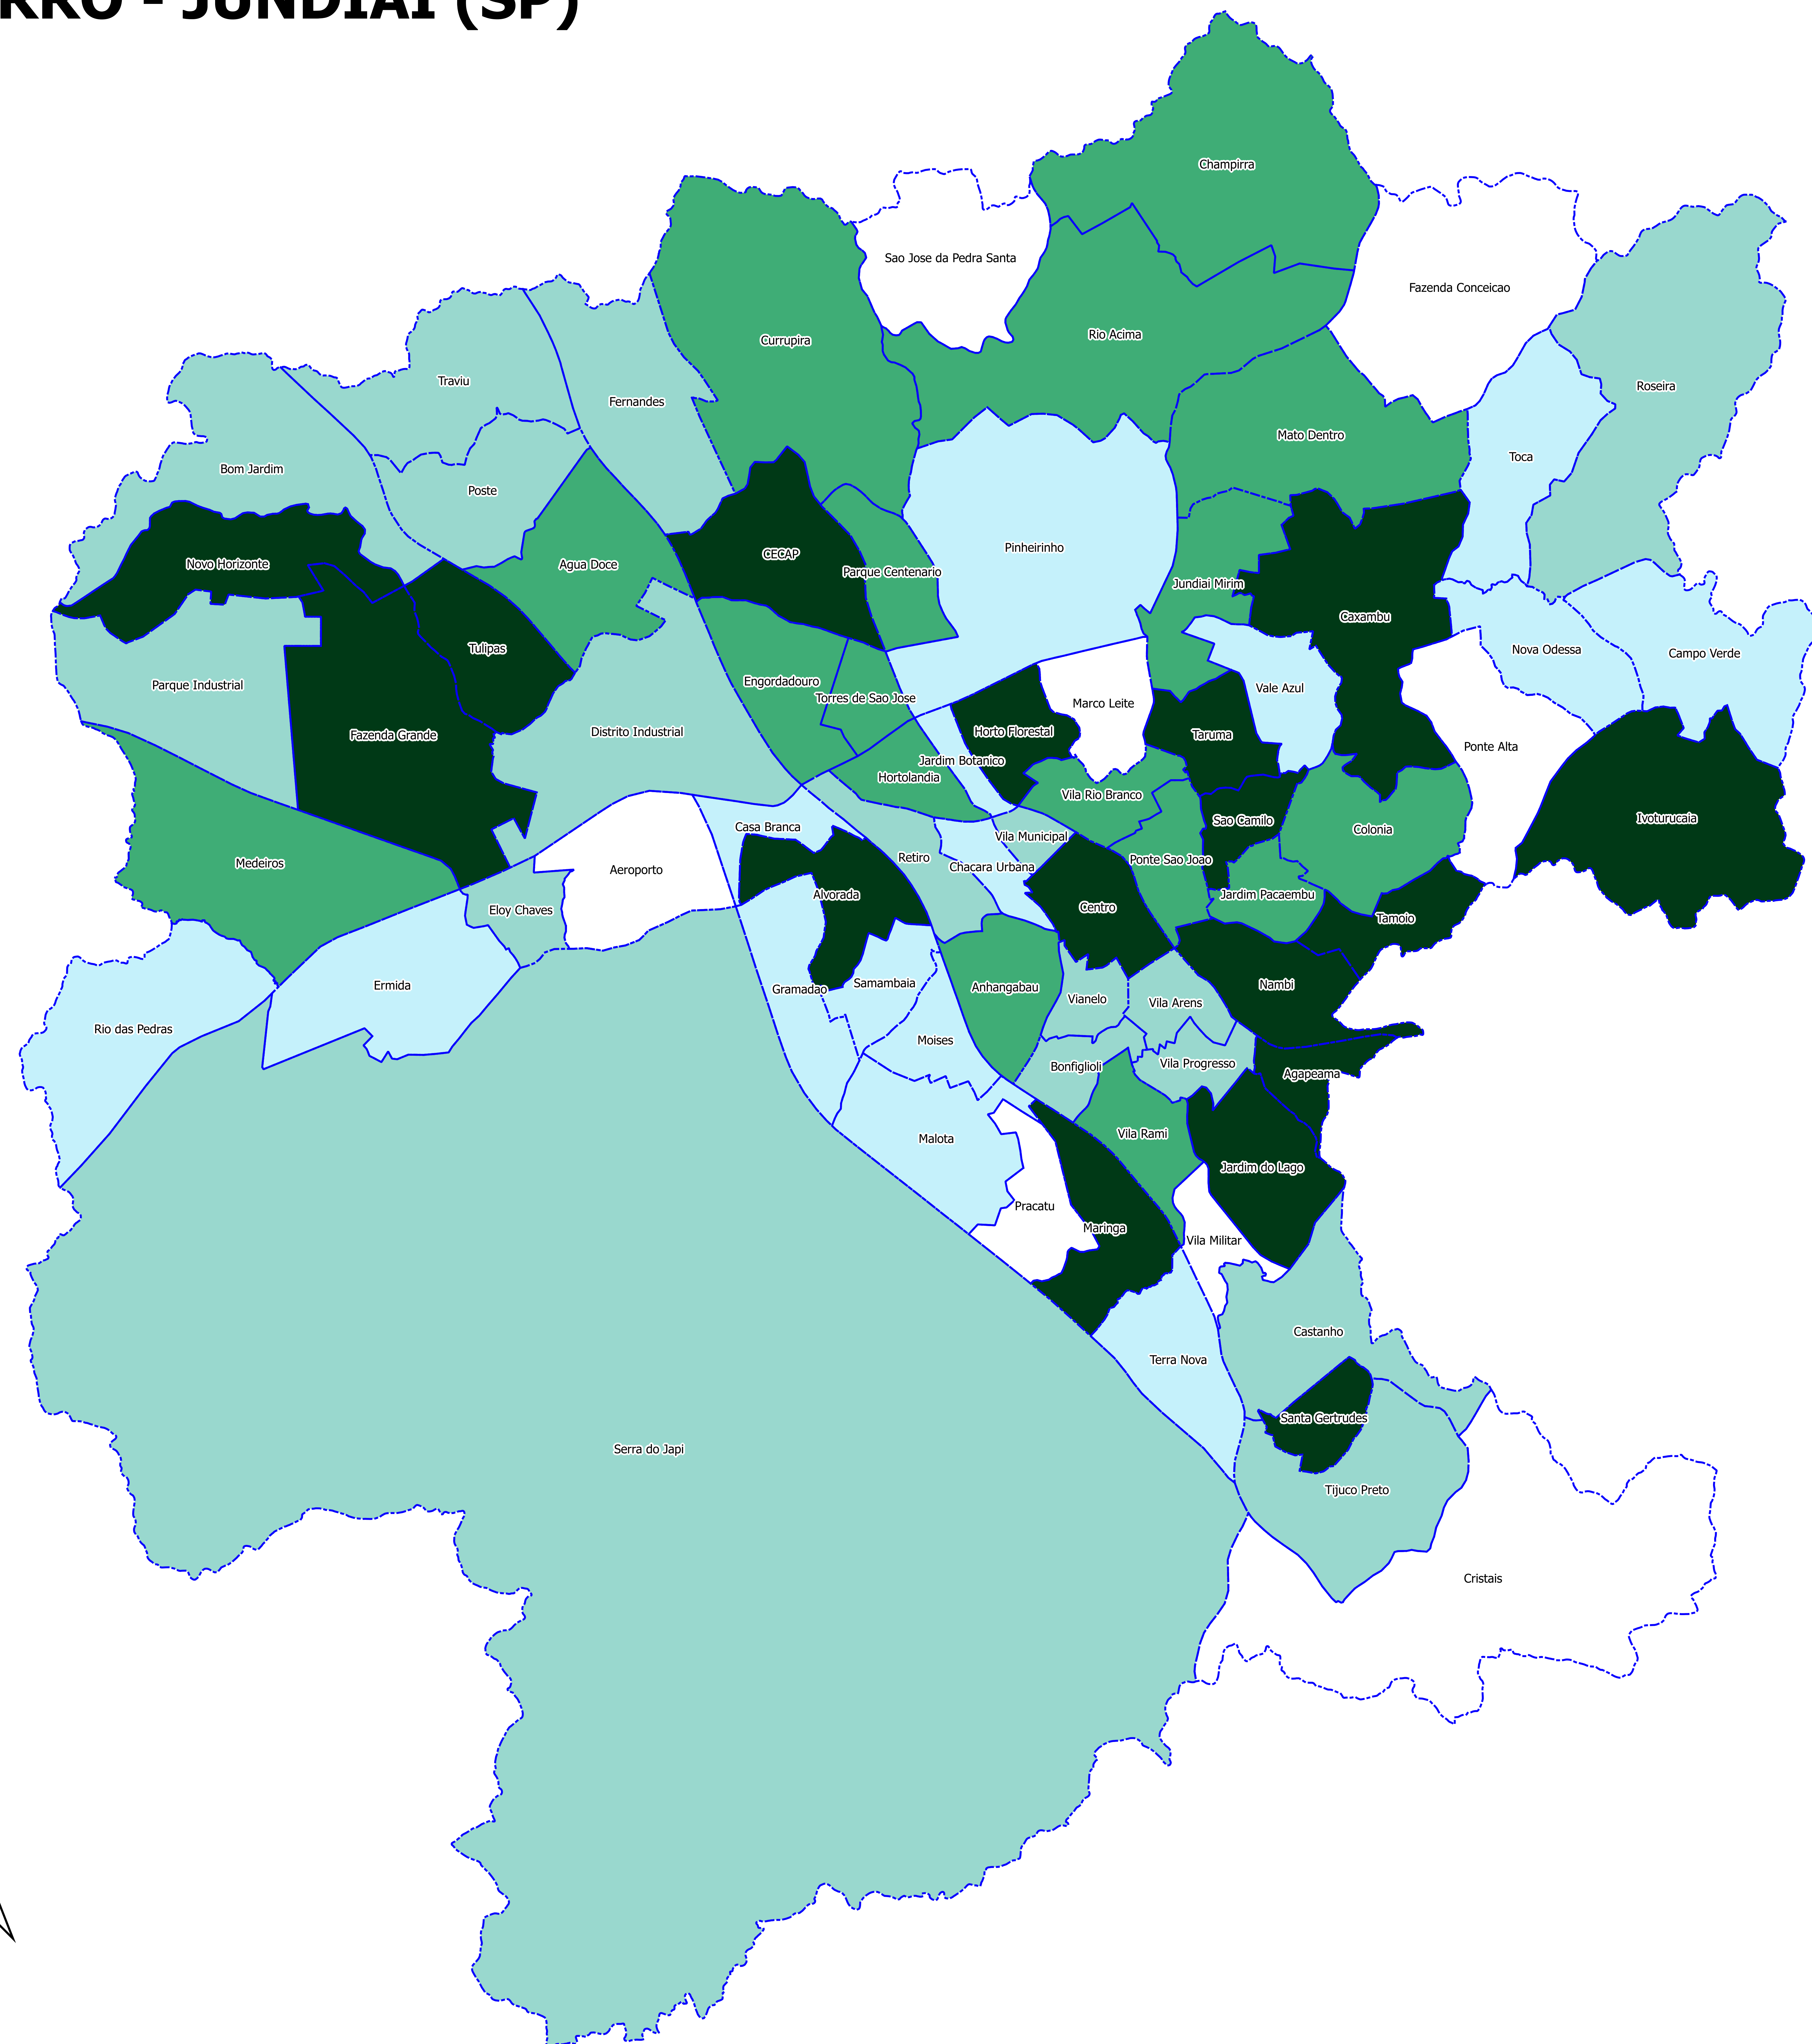 RRO - JUNDIAI (SP)
Champirra
Sao Jose da Pedra Santa
Fazenda Conceicao
Rio Acima
Currupira
Traviu
Roseira
Fernandes
Mato Dentro
Toca
Bom Jardim
Poste
Pinheirinho
CECAP
Novo Horizonte
Agua Doce
Parque Centenario
Jundiai Mirim
Caxambu
Tulipas
Nova Odessa
Campo Verde
Parque Industrial
Engordadouro
Vale Azul
Torres de Sao Jose
Marco Leite
Distrito Industrial
Horto Florestal
Fazenda Grande
Taruma
Ponte Alta
Jardim Botanico
Hortolandia
Vila Rio Branco
Ivoturucaia
Casa Branca
Sao Camilo
Colonia
Vila Municipal
Retiro
Ponte Sao Joao
Medeiros
Chacara Urbana
Aeroporto
Alvorada
Jardim Pacaembu
Eloy Chaves
Centro
Tamoio
Ermida
Samambaia
Nambi
Gramadao
Anhangabau
Vianelo
Vila Arens
Rio das Pedras
Moises
Bonfiglioli
Vila Progresso
Agapeama
Vila Rami
Malota
Jardim do Lago
Pracatu
Maringa
Vila Militar
Castanho
Terra Nova
Santa Gertrudes
Serra do Japi
Tijuco Preto
Cristais